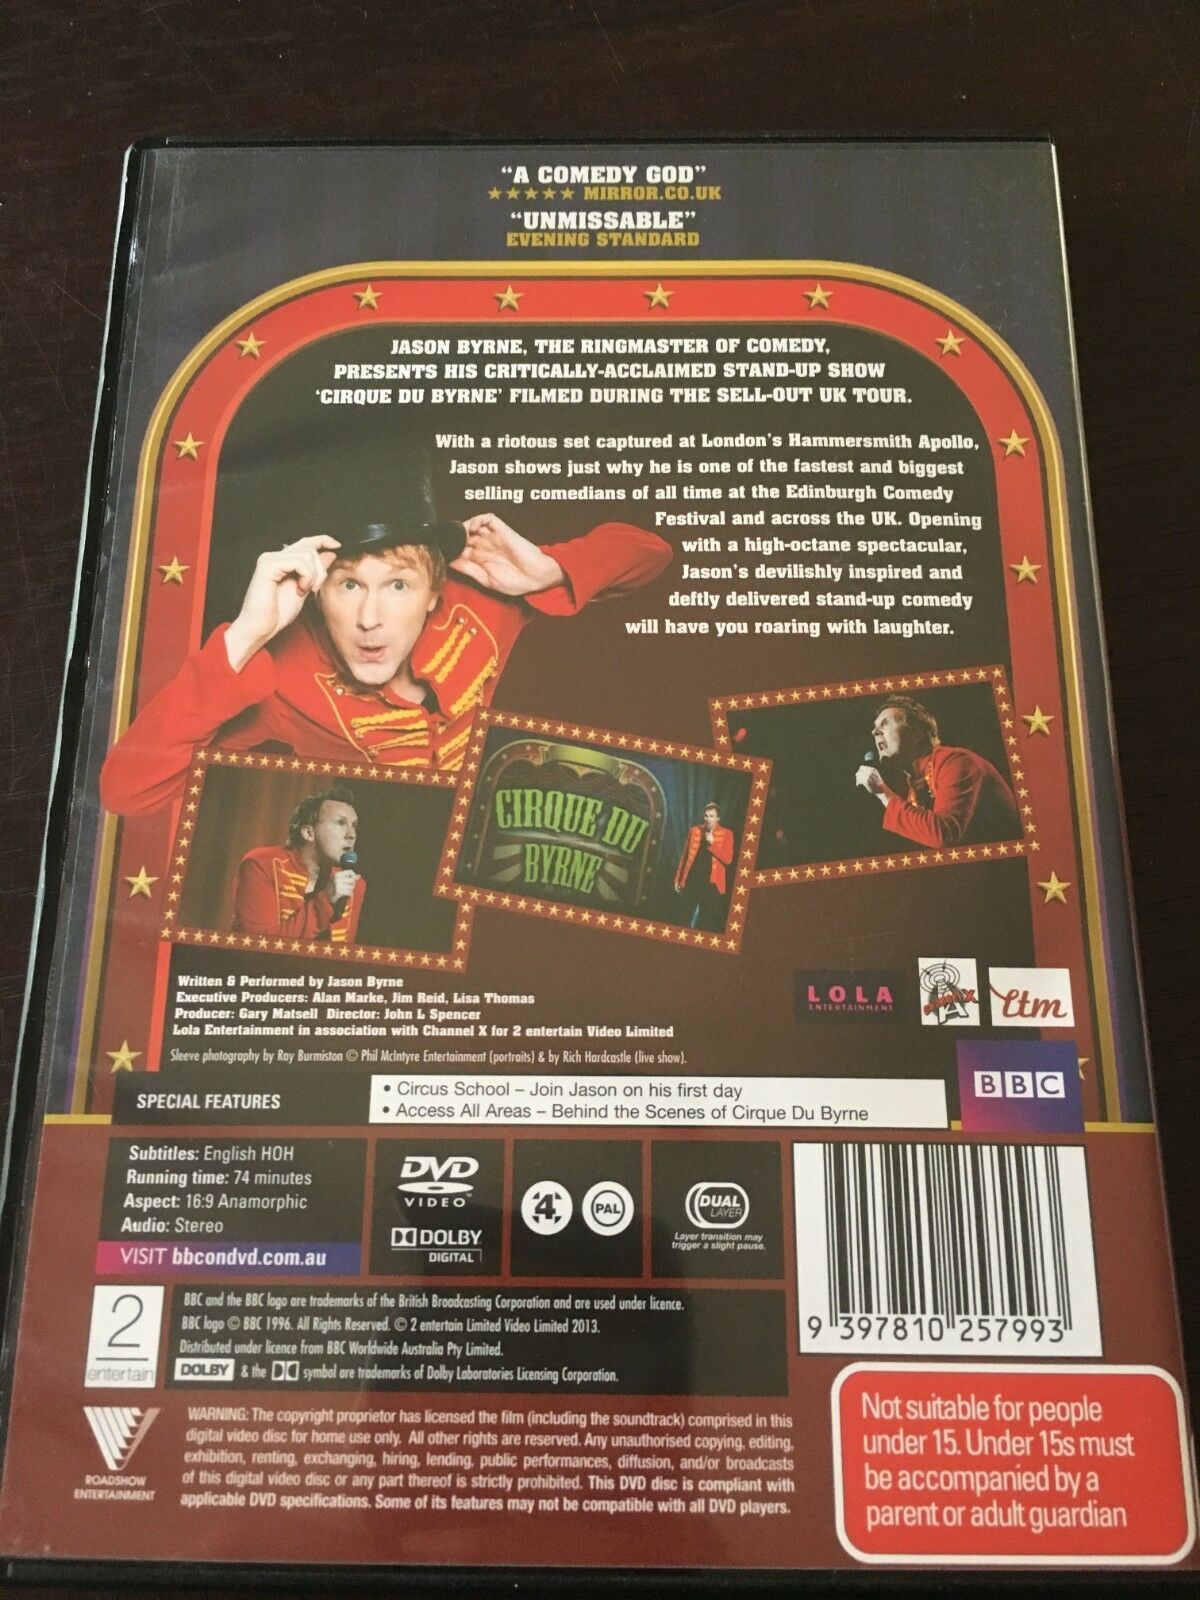 “A COMEDY GOD”
★★★★★ MIRROR.CO.UK
“UNMISSABLE”
EVENING STANDARD
JASON BYRNE, THE RINGMASTER OF COMEDY,
PRESENTS HIS CRITICALLY-ACCLAIMED STAND-UP SHOW
‘CIRQUE DU BYRNE’ FILMED DURING THE SELL-OUT UK TOUR.
With a riotous set captured at London’s Hammersmith Apollo,
Jason shows just why he is one of the fastest and biggest
selling comedians of all time at the Edinburgh Comedy
Festival and across the UK. Opening
with a high-octane spectacular,
Jason’s devilishly inspired and
deftly delivered stand-up comedy
will have you roaring with laughter.
CIRQUE DU
BYRNE
Written & Performed by Jason Byrne
Executive Producers: Alan Marke, Jim Reid, Lisa Thomas
Producer: Gary Matsell Director: John L Spencer
Lola Entertainment in association with Channel X for 2 entertain Video Limited
Sleeve photography by Ray Burmiston © Phil McIntyre Entertainment (portraits) & by Rich Hardcastle (live show).
LOLA
ENTERTAINMENT
ltm
BBC
SPECIAL FEATURES
• Circus School – Join Jason on his first day
• Access All Areas – Behind the Scenes of Cirque Du Byrne
Subtitles: English HOH
Running time: 74 minutes
Aspect: 16:9 Anamorphic
Audio: Stereo
VISIT bbcondvd.com.au
DVD
VIDEO™
DOLBY
DIGITAL
4
PAL
DUAL
LAYER
Layer transition may
trigger a slight pause.
9 397810 257993
2
entertain
BBC and the BBC logo are trademarks of the British Broadcasting Corporation and are used under licence.
BBC logo © BBC 1996. All Rights Reserved. © 2 entertain Limited Video Limited 2013.
Distributed under licence from BBC Worldwide Australia Pty Limited.
DOLBY & the symbol are trademarks of Dolby Laboratories Licensing Corporation.
ROADSHOW
ENTERTAINMENT
WARNING: The copyright proprietor has licensed the film (including the soundtrack) comprised in this
digital video disc for home use only. All other rights are reserved. Any unauthorised copying, editing,
exhibition, renting, exchanging, hiring, lending, public performances, diffusion, and/or broadcasts
of this digital video disc or any part thereof is strictly prohibited. This DVD disc is compliant with
applicable DVD specifications. Some of its features may not be compatible with all DVD players.
Not suitable for people
under 15. Under 15s must
be accompanied by a
parent or adult guardian